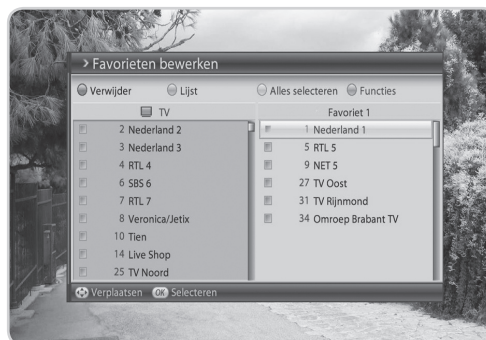 > Favorieten bewerken
Verwijder Lijst Alles selecteren Functies
TV
2 Nederland 2
3 Nederland 3
4 RTL 4
6 SBS 6
7 RTL 7
8 Veronica/Jetix
10 Tien
14 Live Shop
25 TV Noord
Favoriet 1
1 Nederland 1
5 RTL 5
9 NET 5
27 TV Oost
31 TV Rijnmond
34 Omroep Brabant TV
Verplaatsen OK Selecteren